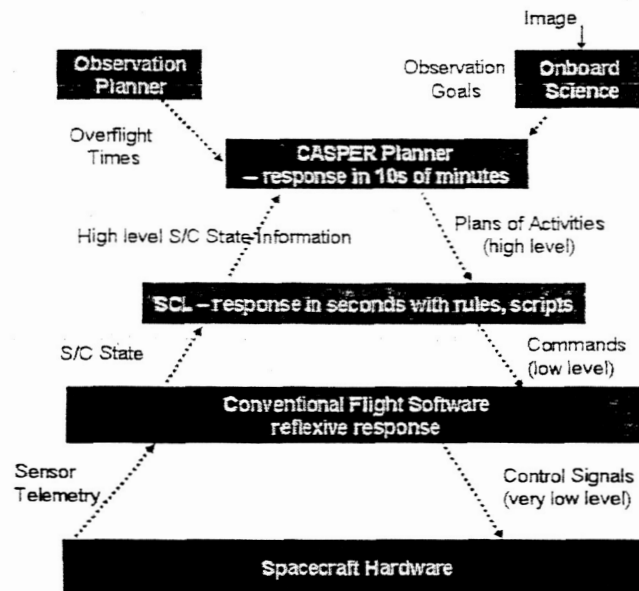 Image
Observation
Planner
Observation
Goals
Onboard
Science
Overflight
Times
CASPER Planner
– response in 10s of minutes
High level S/C State Information
Plans of Activities
(high level)
SCL – response in seconds with rules, scripts
S/C State
Commands
(low level)
Conventional Flight Software
reflexive response
Sensor
Telemetry
Control Signals
(very low level)
Spacecraft Hardware